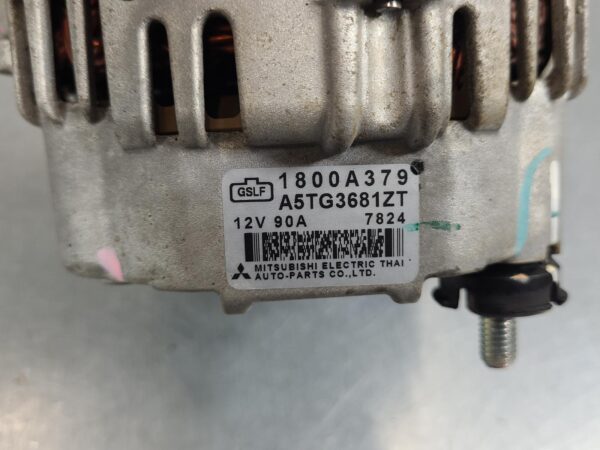 1800A379
GSLF
A5TG3681ZT
12V 90A 7824
MITSUBISHI ELECTRIC THAI
AUTO-PARTS CO.,LTD.